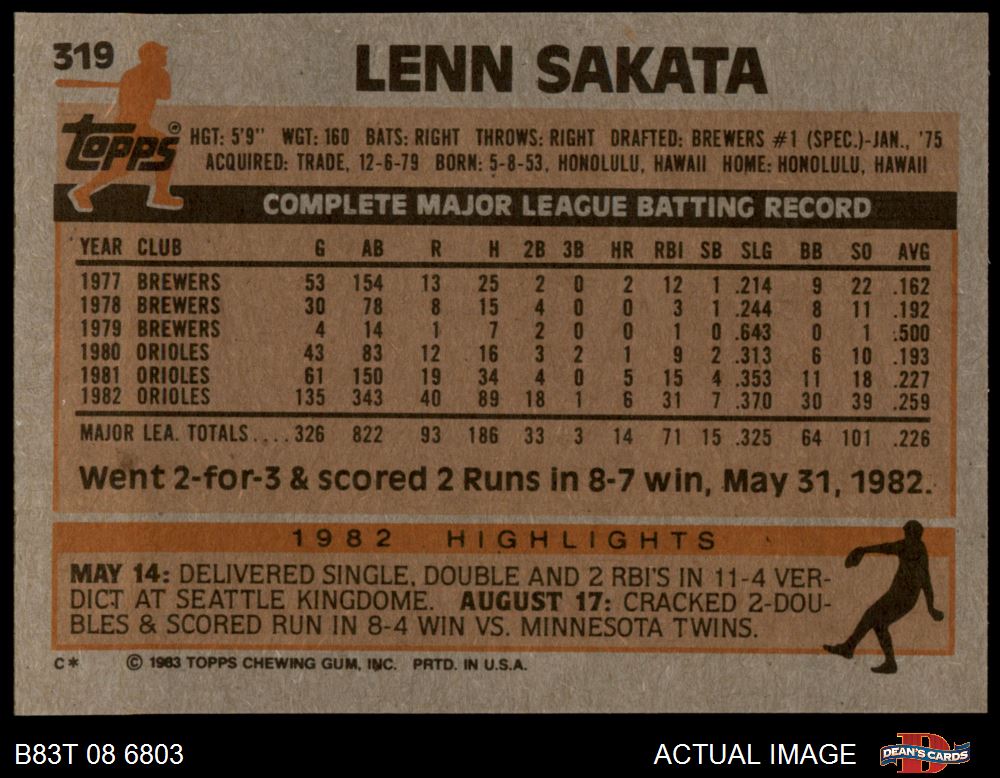 319
LENN SAKATA
topps®
HGT: 5'9" WGT: 160 BATS: RIGHT THROWS: RIGHT DRAFTED: BREWERS #1 (SPEC.)-JAN., '75
ACQUIRED: TRADE, 12-6-79 BORN: 5-8-53, HONOLULU, HAWAII HOME: HONOLULU, HAWAII
COMPLETE MAJOR LEAGUE BATTING RECORD
YEAR CLUB G AB R H 2B 3B HR RBI SB SLG BB SO AVG
1977 BREWERS 53 154 13 25 2 0 2 12 1 .214 9 22 .162
1978 BREWERS 30 78 8 15 4 0 0 3 1 .244 8 11 .192
1979 BREWERS 4 14 1 7 2 0 0 1 0 .643 0 1 .500
1980 ORIOLES 43 83 12 16 3 2 1 9 2 .313 6 10 .193
1981 ORIOLES 61 150 19 34 4 0 5 15 4 .353 11 18 .227
1982 ORIOLES 135 343 40 89 18 1 6 31 7 .370 30 39 .259
MAJOR LEA. TOTALS....326 822 93 186 33 3 14 71 15 .325 64 101 .226
Went 2-for-3 & scored 2 Runs in 8-7 win, May 31, 1982.
1982 HIGHLIGHTS
MAY 14: DELIVERED SINGLE, DOUBLE AND 2 RBI'S IN 11-4 VER-
DICT AT SEATTLE KINGDOME. AUGUST 17: CRACKED 2-DOU-
BLES & SCORED RUN IN 8-4 WIN VS. MINNESOTA TWINS.
C* © 1983 TOPPS CHEWING GUM, INC. PRTD. IN U.S.A.
B83T 08 6803
ACTUAL IMAGE
D
DEAN'S CARDS